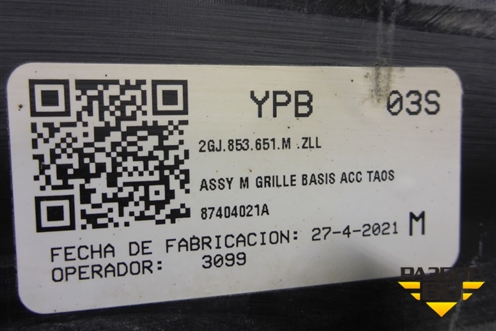 YPB 03S
2GJ.853.651.M .ZLL
ASSY M GRILLE BASIS ACC TAOS
87404021A
FECHA DE FABRICACION: 27-4-2021 M
OPERADOR: 3099